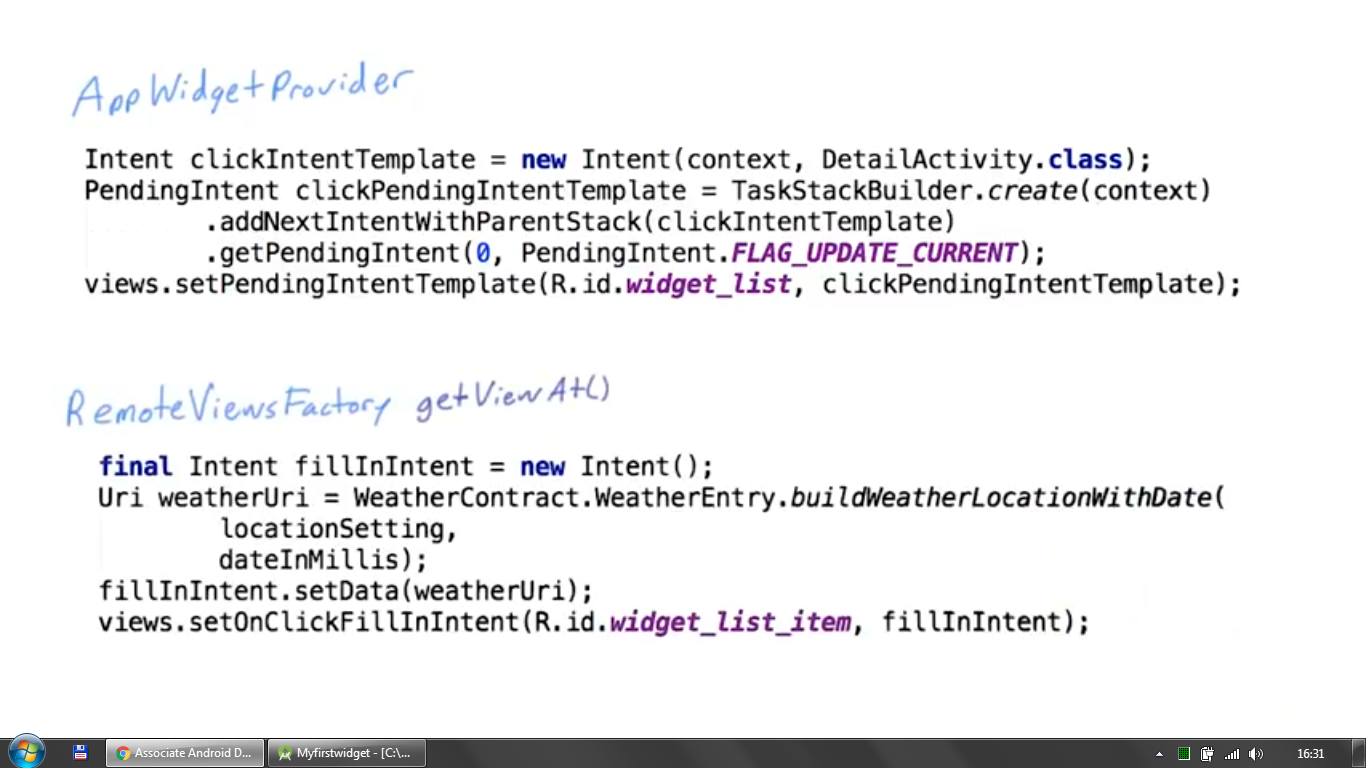 AppWidgetProvider
Intent clickIntentTemplate = new Intent(context, DetailActivity.class);
PendingIntent clickPendingIntentTemplate = TaskStackBuilder.create(context)
.addNextIntentWithParentStack(clickIntentTemplate)
.getPendingIntent(0, PendingIntent.FLAG_UPDATE_CURRENT);
views.setPendingIntentTemplate(R.id.widget_list, clickPendingIntentTemplate);
RemoteViewsFactory getViewAt()
final Intent fillInIntent = new Intent();
Uri weatherUri = WeatherContract.WeatherEntry.buildWeatherLocationWithDate(
locationSetting,
dateInMillis);
fillInIntent.setData(weatherUri);
views.setOnClickFillInIntent(R.id.widget_list_item, fillInIntent);
Associate Android D... Myfirstwidget - [C:\... 16:31